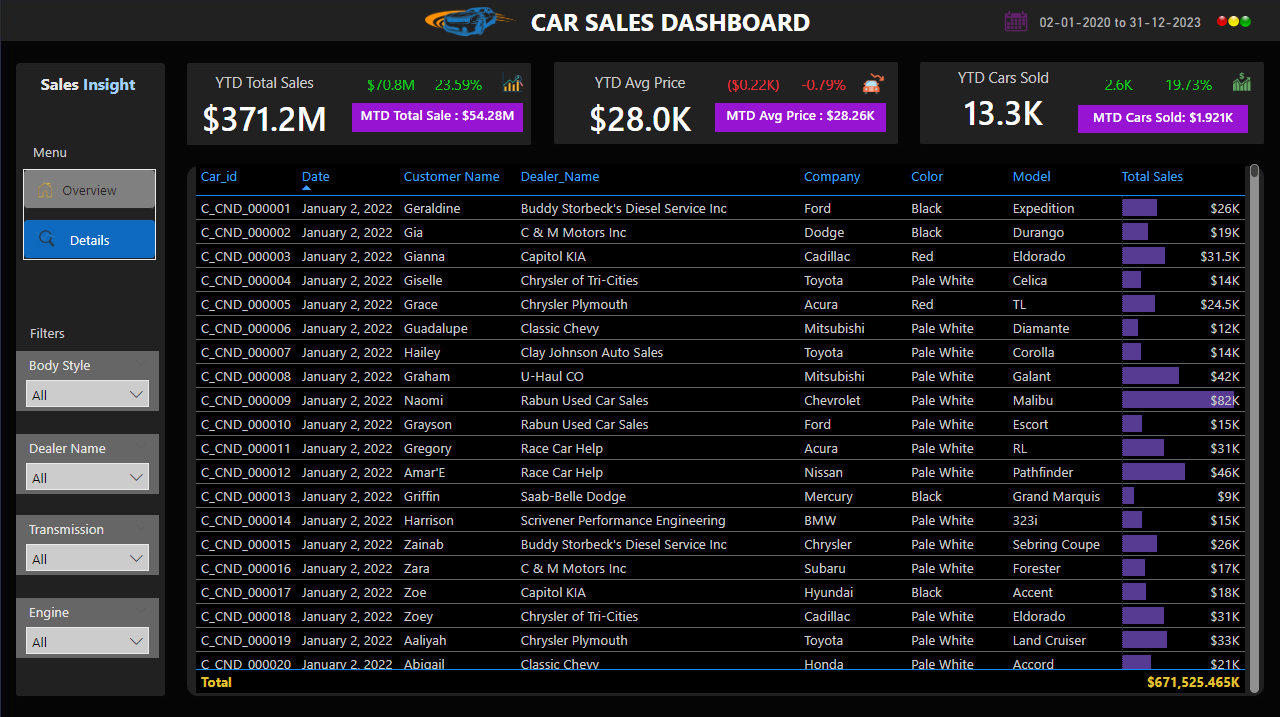 CAR SALES DASHBOARD
02-01-2020 to 31-12-2023
Sales Insight
Menu
Overview
Details
Filters
Body Style
All
Dealer Name
All
Transmission
All
Engine
All
YTD Total Sales $70.8M 23.59%
$371.2M MTD Total Sale : $54.28M
YTD Avg Price ($0.22K) -0.79%
$28.0K MTD Avg Price : $28.26K
YTD Cars Sold 2.6K 19.73%
13.3K MTD Cars Sold: $1.921K
Car_id Date Customer Name Dealer_Name Company Color Model Total Sales
C_CND_000001 January 2, 2022 Geraldine Buddy Storbeck's Diesel Service Inc Ford Black Expedition $26K
C_CND_000002 January 2, 2022 Gia C & M Motors Inc Dodge Black Durango $19K
C_CND_000003 January 2, 2022 Gianna Capitol KIA Cadillac Red Eldorado $31.5K
C_CND_000004 January 2, 2022 Giselle Chrysler of Tri-Cities Toyota Pale White Celica $14K
C_CND_000005 January 2, 2022 Grace Chrysler Plymouth Acura Red TL $24.5K
C_CND_000006 January 2, 2022 Guadalupe Classic Chevy Mitsubishi Pale White Diamante $12K
C_CND_000007 January 2, 2022 Hailey Clay Johnson Auto Sales Toyota Pale White Corolla $14K
C_CND_000008 January 2, 2022 Graham U-Haul CO Mitsubishi Pale White Galant $42K
C_CND_000009 January 2, 2022 Naomi Rabun Used Car Sales Chevrolet Pale White Malibu $82K
C_CND_000010 January 2, 2022 Grayson Rabun Used Car Sales Ford Pale White Escort $15K
C_CND_000011 January 2, 2022 Gregory Race Car Help Acura Pale White RL $31K
C_CND_000012 January 2, 2022 Amar'E Race Car Help Nissan Pale White Pathfinder $46K
C_CND_000013 January 2, 2022 Griffin Saab-Belle Dodge Mercury Black Grand Marquis $9K
C_CND_000014 January 2, 2022 Harrison Scrivener Performance Engineering BMW Pale White 323i $15K
C_CND_000015 January 2, 2022 Zainab Buddy Storbeck's Diesel Service Inc Chrysler Pale White Sebring Coupe $26K
C_CND_000016 January 2, 2022 Zara C & M Motors Inc Subaru Pale White Forester $17K
C_CND_000017 January 2, 2022 Zoe Capitol KIA Hyundai Black Accent $18K
C_CND_000018 January 2, 2022 Zoey Chrysler of Tri-Cities Cadillac Pale White Eldorado $31K
C_CND_000019 January 2, 2022 Aaliyah Chrysler Plymouth Toyota Pale White Land Cruiser $33K
C_CND_000020 January 2, 2022 Abigail Classic Chevy Honda Pale White Accord $21K
Total $671,525.465K